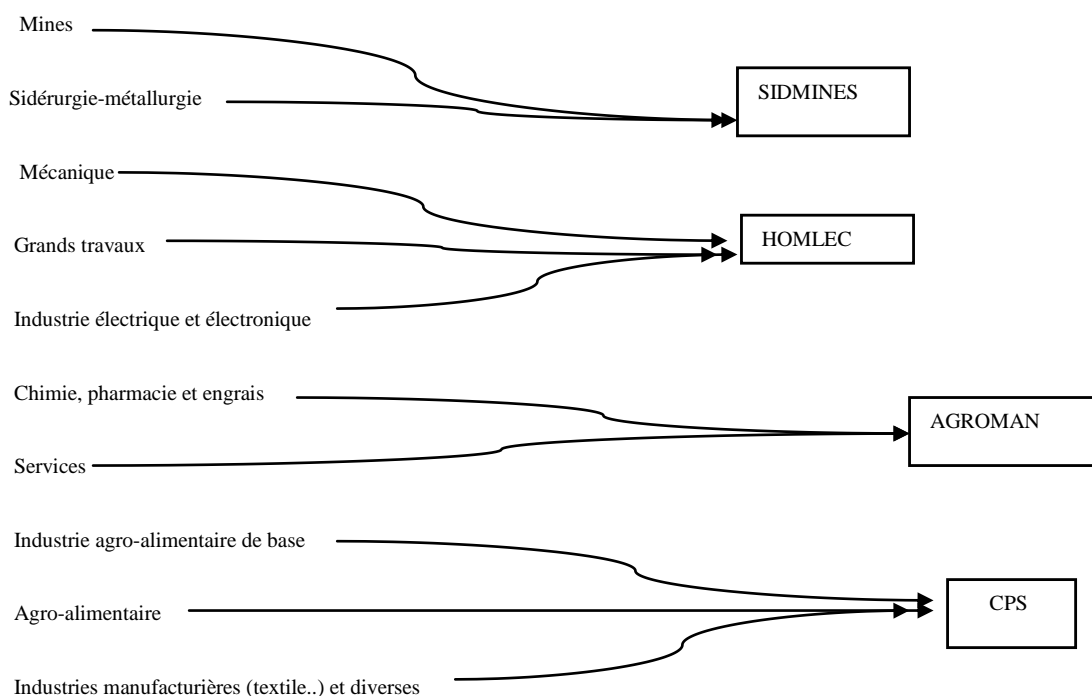 Mines
SIDMINES
Sidérurgie-métallurgie
Mécanique
HOMLEC
Grands travaux
Industrie électrique et électronique
Chimie, pharmacie et engrais
AGROMAN
Services
Industrie agro-alimentaire de base
CPS
Agro-alimentaire
Industries manufacturières (textile..) et diverses